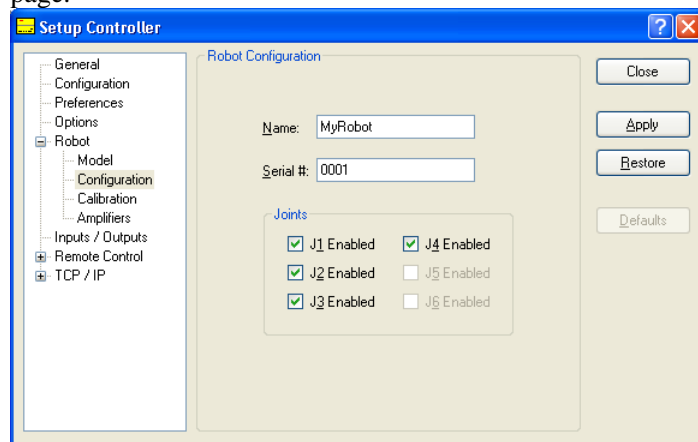 page.
Setup Controller
General
Configuration
Preferences
Options
Robot
Model
Configuration
Calibration
Amplifiers
Inputs / Outputs
Remote Control
TCP / IP
Robot Configuration
Name: MyRobot
Serial #: 0001
Joints
J1 Enabled J4 Enabled
J2 Enabled J5 Enabled
J3 Enabled J6 Enabled
Close
Apply
Restore
Defaults